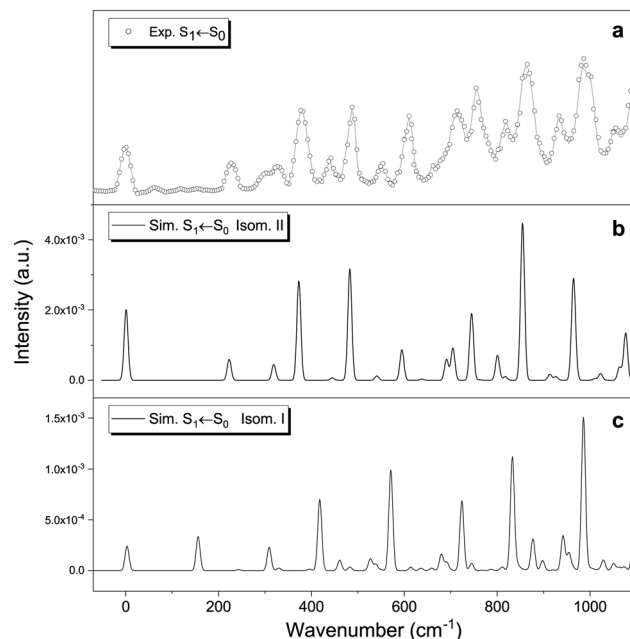 Exp. S₁←S₀
a
Sim. S₁←S₀ Isom. II
b
4.0x10⁻³
2.0x10⁻³
0.0
Sim. S₁←S₀ Isom. I
c
1.5x10⁻³
1.0x10⁻³
5.0x10⁻⁴
0.0
Intensity (a.u.)
0 200 400 600 800 1000
Wavenumber (cm⁻¹)